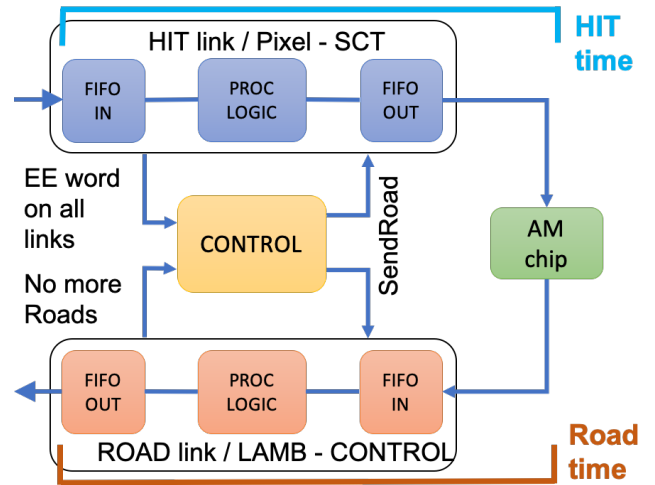 HIT link / Pixel - SCT
HIT
time
FIFO
IN
PROC
LOGIC
FIFO
OUT
EE word
on all
links
CONTROL
SendRoad
AM
chip
No more
Roads
FIFO
OUT
PROC
LOGIC
FIFO
IN
ROAD link / LAMB - CONTROL
Road
time